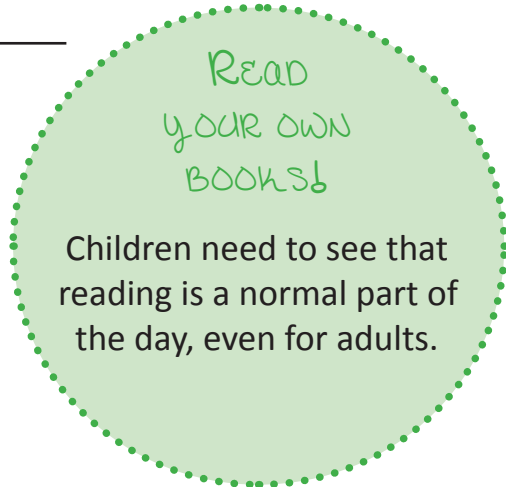 READ
YOUR OWN
BOOKS!
Children need to see that
reading is a normal part of
the day, even for adults.